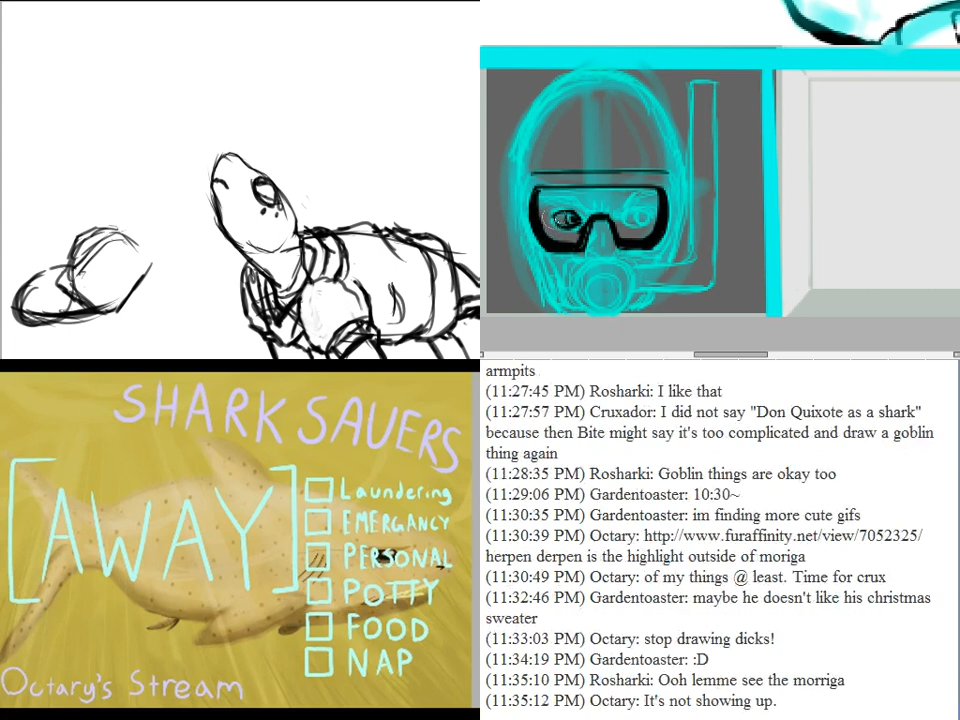 SHARK SAVERS
[AWAY]
Laundering
EMERGANCY
PERSONAL
POTTY
FOOD
NAP
Octary's Stream
armpits
(11:27:45 PM) Rosharki: I like that
(11:27:57 PM) Cruxador: I did not say "Don Quixote as a shark"
because then Bite might say it's too complicated and draw a goblin
thing again
(11:28:35 PM) Rosharki: Goblin things are okay too
(11:29:06 PM) Gardentoaster: 10:30~
(11:30:35 PM) Gardentoaster: im finding more cute gifs
(11:30:39 PM) Octary: http://www.furaffinity.net/view/7052325/
herpen derpen is the highlight outside of moriga
(11:30:49 PM) Octary: of my things @ least. Time for crux
(11:32:46 PM) Gardentoaster: maybe he doesn't like his christmas
sweater
(11:33:03 PM) Octary: stop drawing dicks!
(11:34:19 PM) Gardentoaster: :D
(11:35:10 PM) Rosharki: Ooh lemme see the morriga
(11:35:12 PM) Octary: It's not showing up.